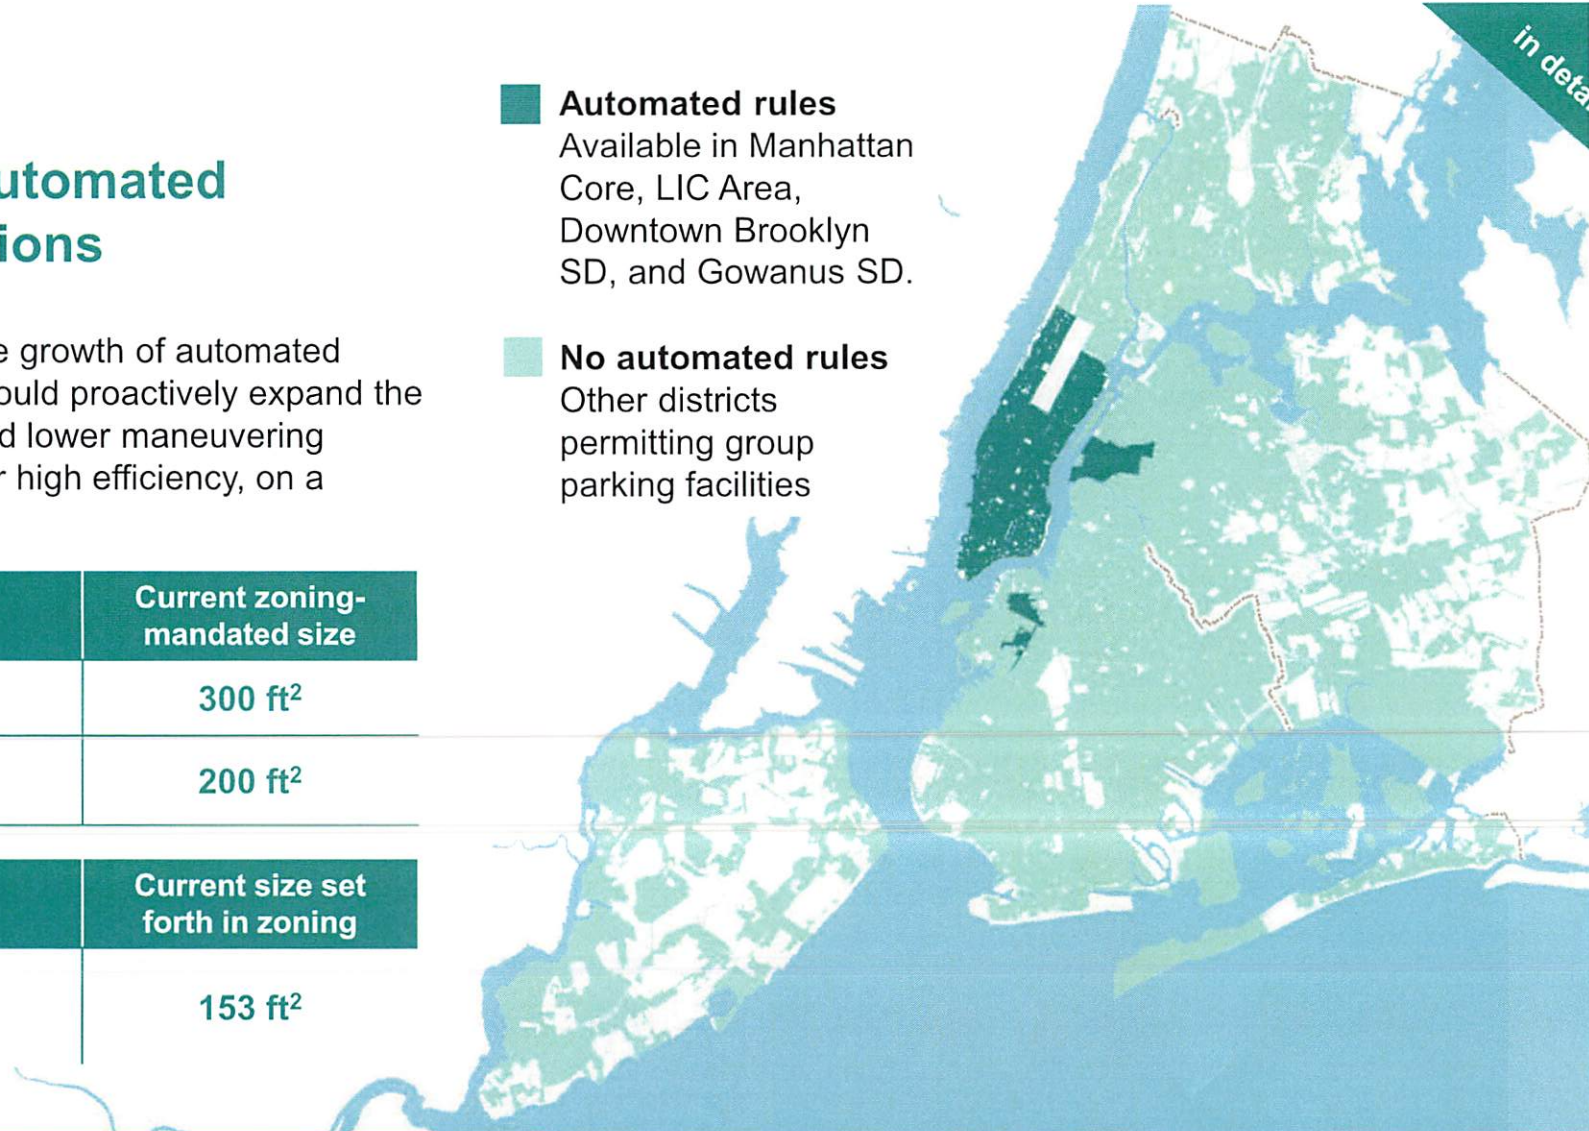 utomated
ions
e growth of automated
ould proactively expand the
d lower maneuvering
r high efficiency, on a
Current zoning-
mandated size
300 ft²
200 ft²
Current size set
forth in zoning
153 ft²
Automated rules
Available in Manhattan
Core, LIC Area,
Downtown Brooklyn
SD, and Gowanus SD.
No automated rules
Other districts
permitting group
parking facilities
in deta